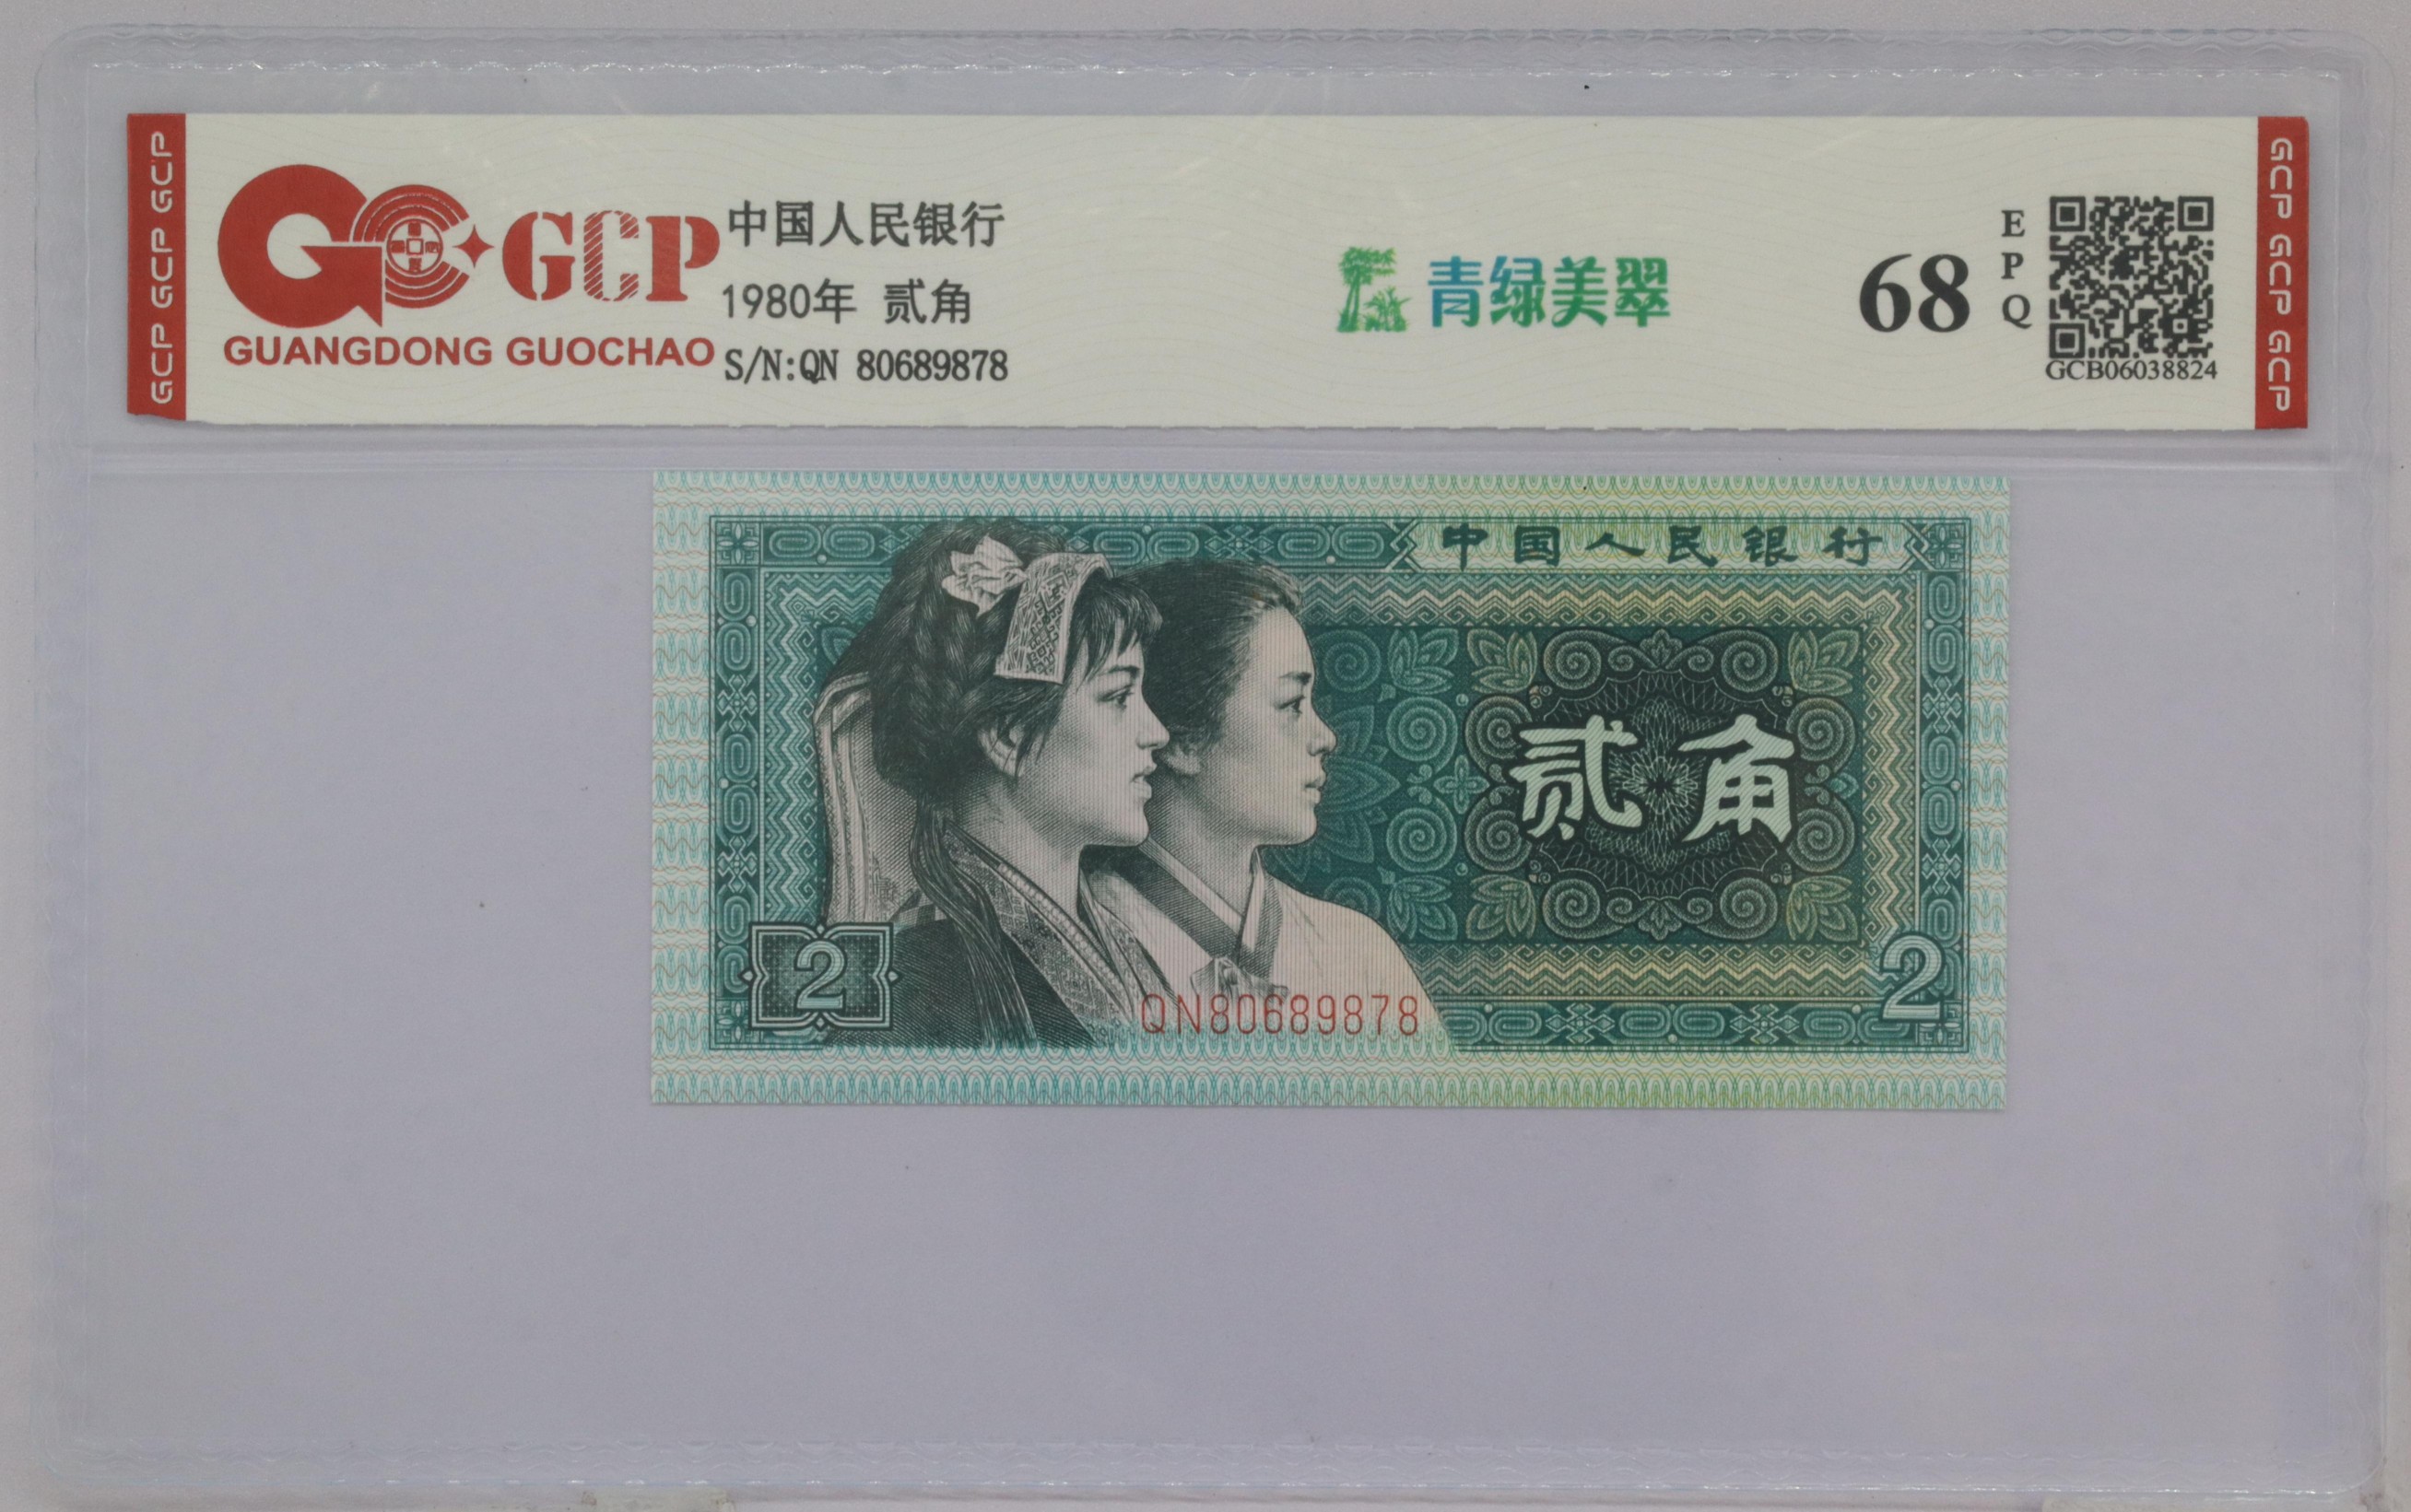 GCP GCP GCP
GCP
GUANGDONG GUOCHAO
中国人民银行
1980年 贰角
S/N:QN 80689878
青绿美翠
68
EPQ
GCB06038824
GCP GCP GCP
中国人民银行
贰角
2
QN80689878
2